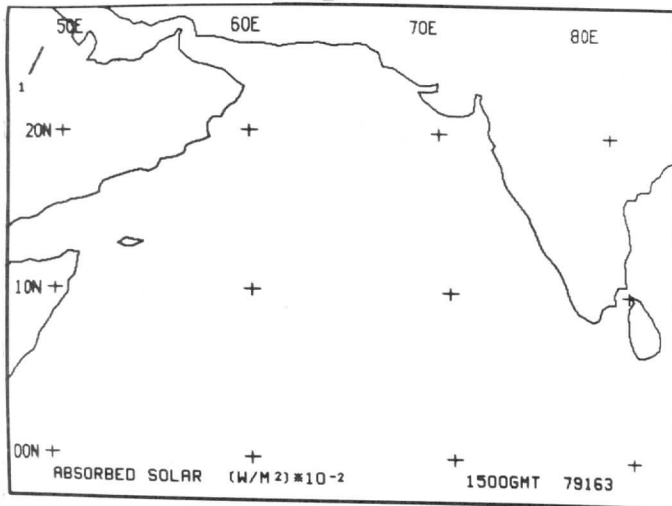 50E 60E 70E 80E
1
20N
10N
00N
ABSORBED SOLAR (W/M2)*10-2 1500GMT 79163